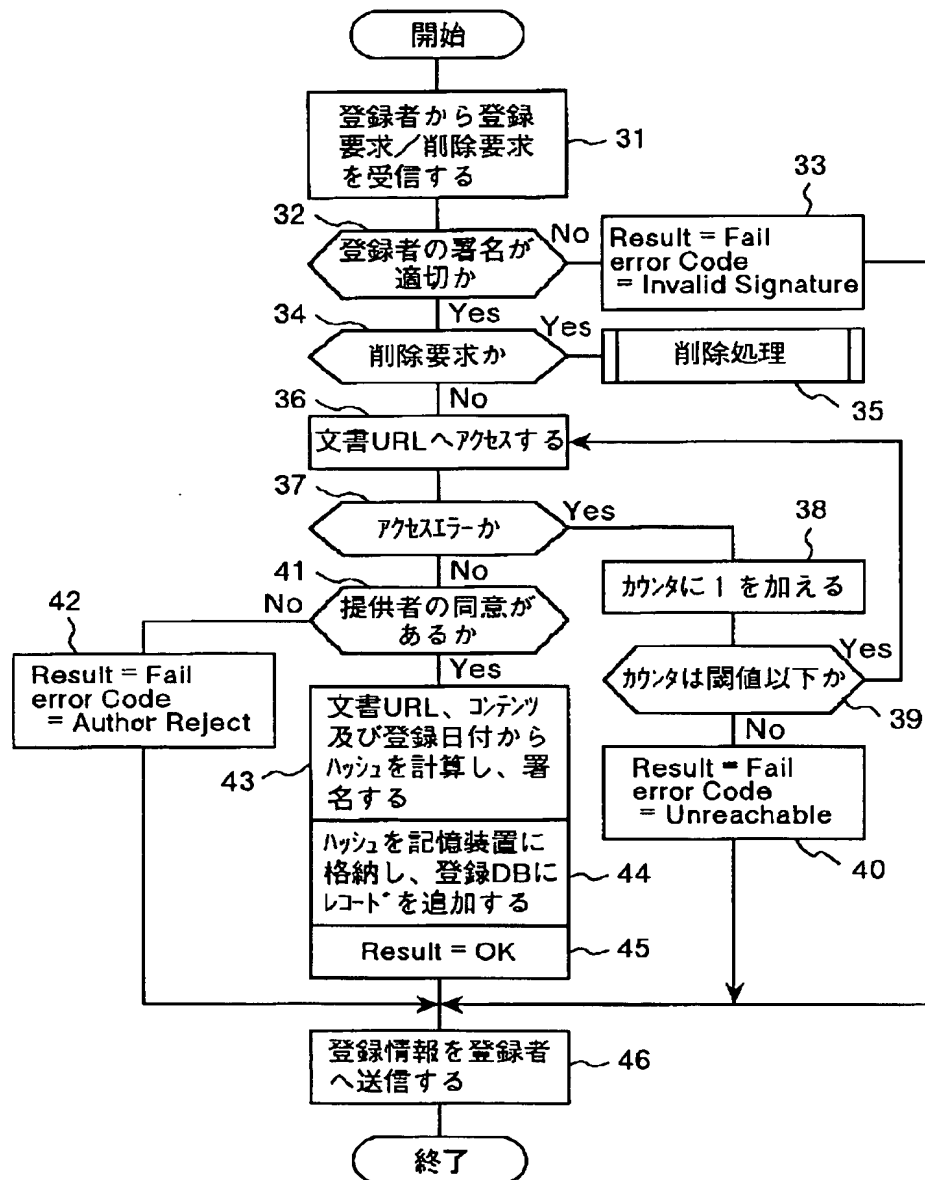 開始
登録者から登録
要求／削除要求
を受信する
31
32
登録者の署名が
適切か
No
33
Result = Fail
error Code
= Invalid Signature
Yes
34
削除要求か
Yes
削除処理
35
No
36
文書URLへアクセスする
37
アクセスエラーか
Yes
38
カウンタに1を加える
No
41
提供者の同意が
あるか
No
42
Result = Fail
error Code
= Author Reject
カウンタは閾値以下か
Yes
39
No
Yes
文書URL、コンテンツ
及び登録日付から
ハッシュを計算し、署
名する
43
Result = Fail
error Code
= Unreachable
40
ハッシュを記憶装置に
格納し、登録DBに
レコードを追加する
44
Result = OK
45
登録情報を登録者
へ送信する
46
終了